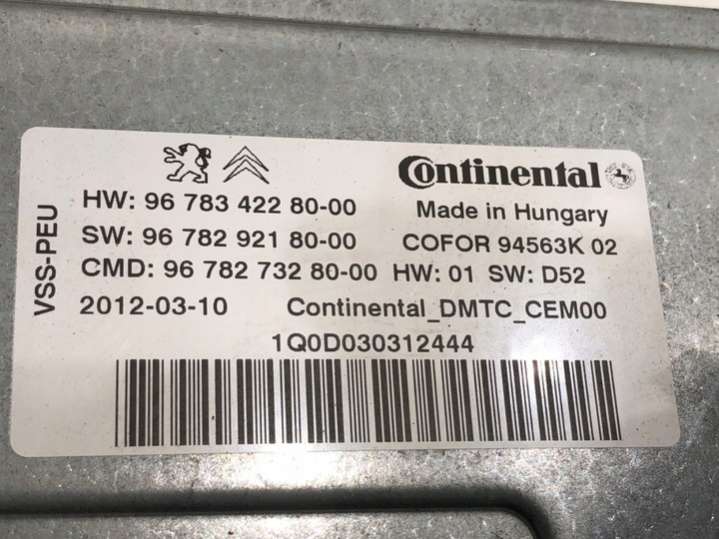 Continental
VSS-PEU
HW: 96 783 422 80-00 Made in Hungary
SW: 96 782 921 80-00 COFOR 94563K 02
CMD: 96 782 732 80-00 HW: 01 SW: D52
2012-03-10 Continental_DMTC_CEM00
1Q0D030312444